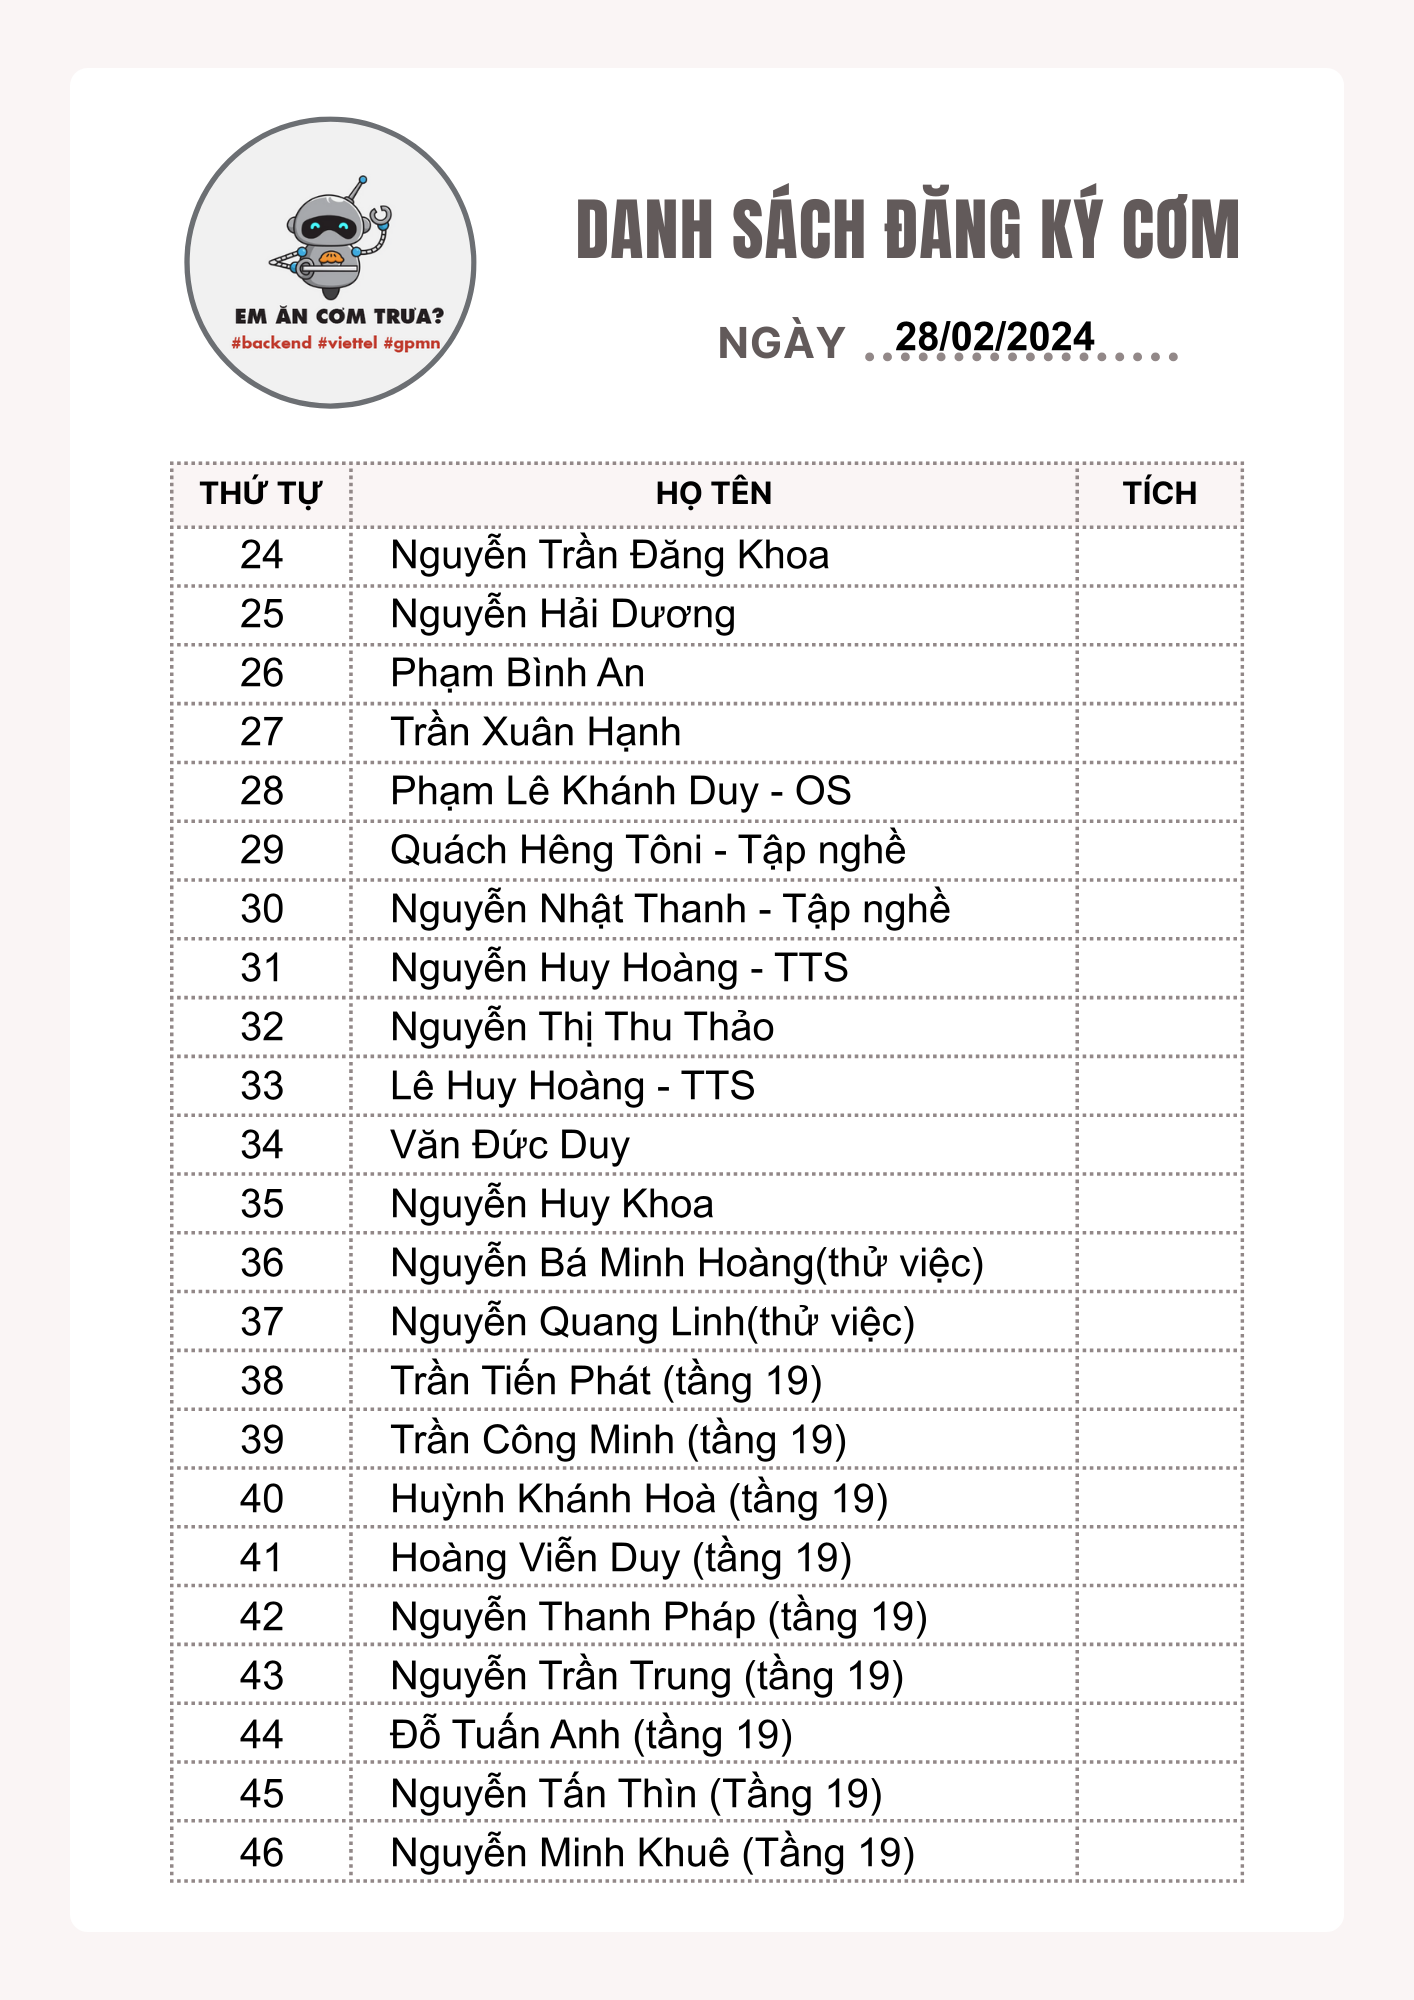 EM ĂN CƠM TRƯA?
#backend #viettel #gpmn
DANH SÁCH ĐĂNG KÝ CƠM
NGÀY 28/02/2024
THỨ TỰ HỌ TÊN TÍCH
24 Nguyễn Trần Đăng Khoa
25 Nguyễn Hải Dương
26 Phạm Bình An
27 Trần Xuân Hạnh
28 Phạm Lê Khánh Duy - OS
29 Quách Hêng Tôni - Tập nghề
30 Nguyễn Nhật Thanh - Tập nghề
31 Nguyễn Huy Hoàng - TTS
32 Nguyễn Thị Thu Thảo
33 Lê Huy Hoàng - TTS
34 Văn Đức Duy
35 Nguyễn Huy Khoa
36 Nguyễn Bá Minh Hoàng(thử việc)
37 Nguyễn Quang Linh(thử việc)
38 Trần Tiến Phát (tầng 19)
39 Trần Công Minh (tầng 19)
40 Huỳnh Khánh Hoà (tầng 19)
41 Hoàng Viễn Duy (tầng 19)
42 Nguyễn Thanh Pháp (tầng 19)
43 Nguyễn Trần Trung (tầng 19)
44 Đỗ Tuấn Anh (tầng 19)
45 Nguyễn Tấn Thìn (Tầng 19)
46 Nguyễn Minh Khuê (Tầng 19)